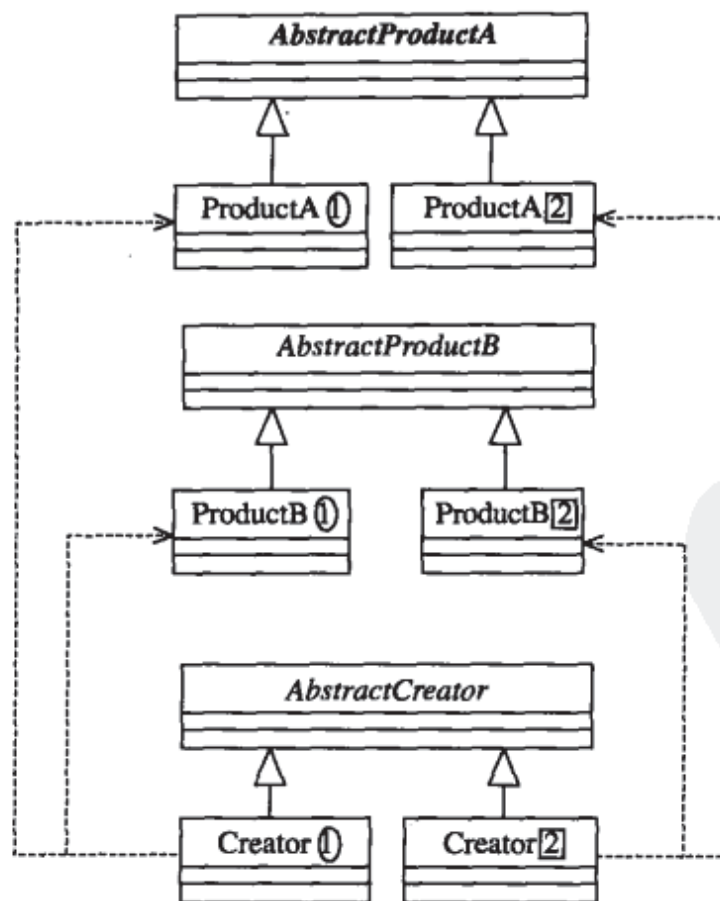 AbstractProductA
ProductA 1 ProductA 2
AbstractProductB
ProductB 1 ProductB 2
AbstractCreator
Creator 1 Creator 2